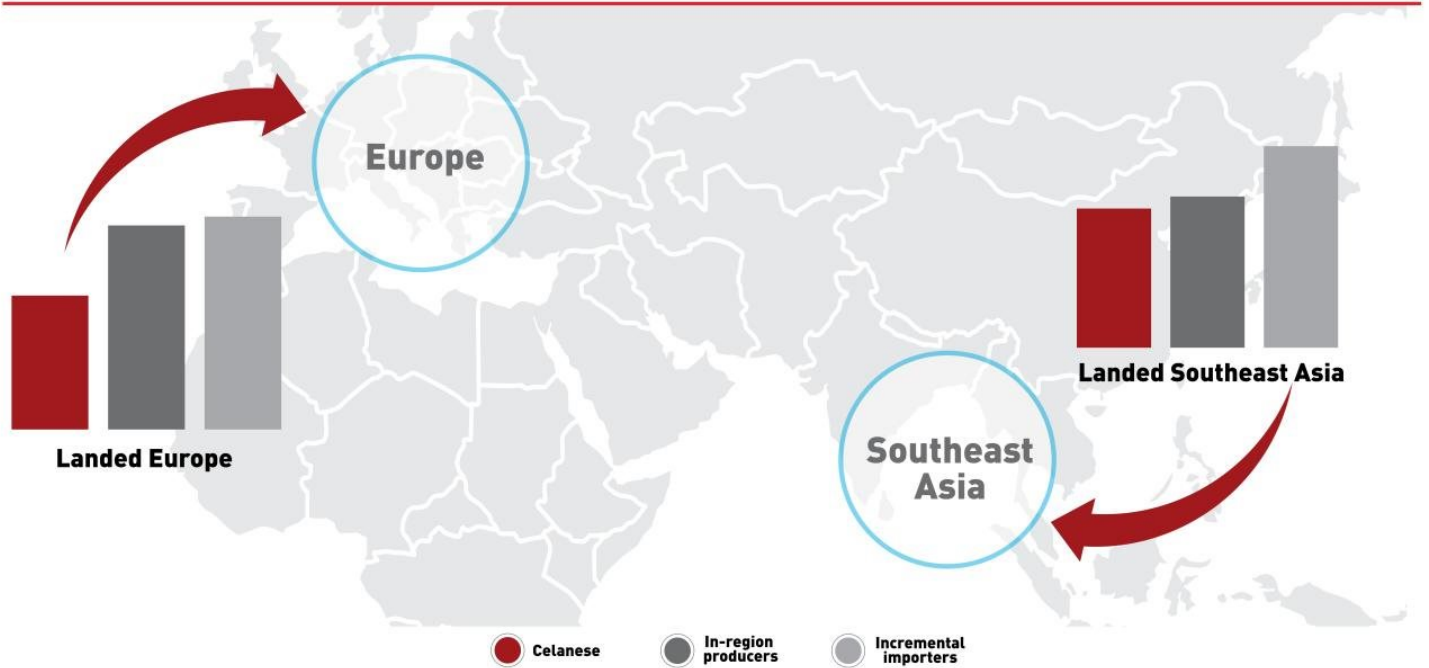 Europe
Landed Europe
Landed Southeast Asia
Southeast
Asia
Celanese
In-region
producers
Incremental
importers